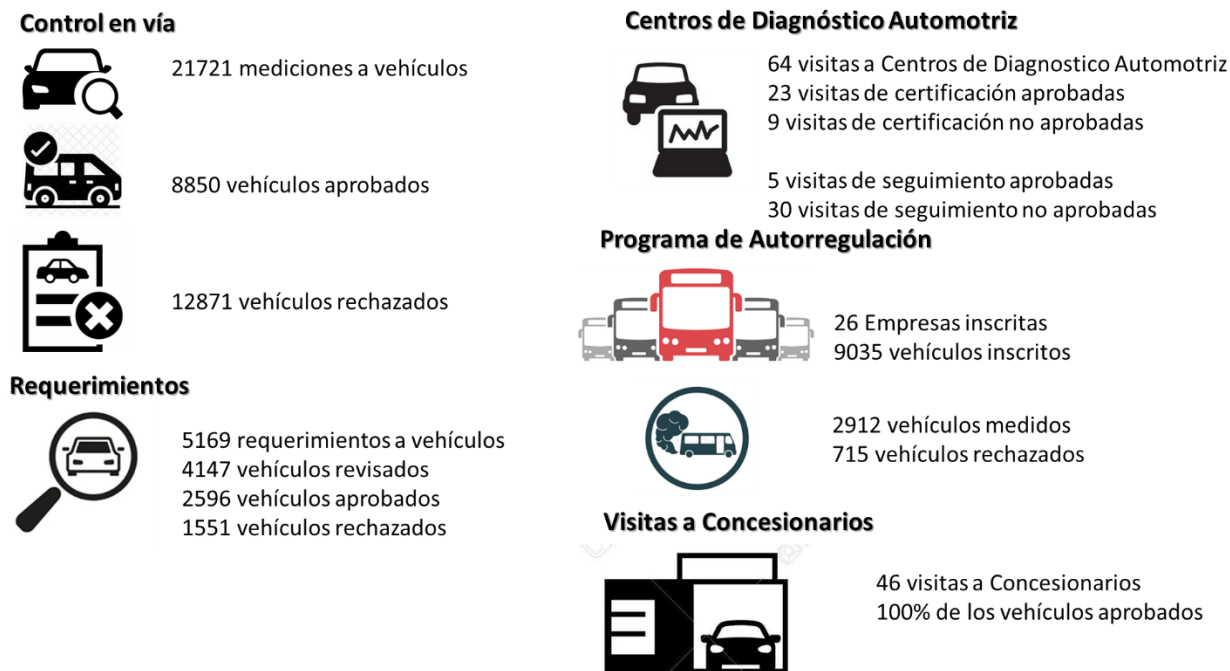 Control en vía
21721 mediciones a vehículos
8850 vehículos aprobados
12871 vehículos rechazados
Requerimientos
5169 requerimientos a vehículos
4147 vehículos revisados
2596 vehículos aprobados
1551 vehículos rechazados
Centros de Diagnóstico Automotriz
64 visitas a Centros de Diagnostico Automotriz
23 visitas de certificación aprobadas
9 visitas de certificación no aprobadas
5 visitas de seguimiento aprobadas
30 visitas de seguimiento no aprobadas
Programa de Autorregulación
26 Empresas inscritas
9035 vehículos inscritos
2912 vehículos medidos
715 vehículos rechazados
Visitas a Concesionarios
46 visitas a Concesionarios
100% de los vehículos aprobados